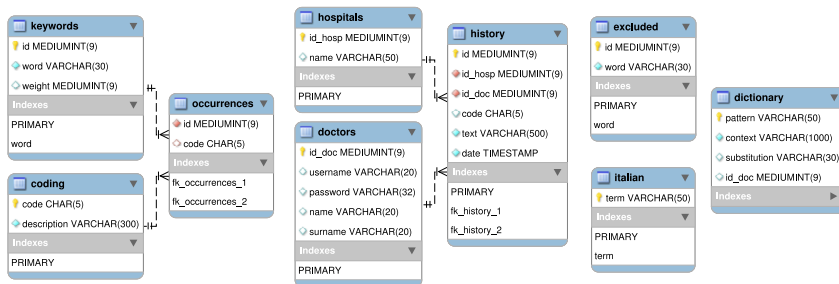 keywords
id MEDIUMINT(9)
word VARCHAR(30)
weight MEDIUMINT(9)
Indexes
PRIMARY
word
coding
code CHAR(5)
description VARCHAR(300)
Indexes
PRIMARY
occurrences
id MEDIUMINT(9)
code CHAR(5)
Indexes
fk_occurrences_1
fk_occurrences_2
hospitals
id_hosp MEDIUMINT(9)
name VARCHAR(50)
Indexes
PRIMARY
doctors
id_doc MEDIUMINT(9)
username VARCHAR(20)
password VARCHAR(32)
name VARCHAR(20)
surname VARCHAR(20)
Indexes
PRIMARY
history
id MEDIUMINT(9)
id_hosp MEDIUMINT(9)
id_doc MEDIUMINT(9)
code CHAR(5)
text VARCHAR(500)
date TIMESTAMP
Indexes
PRIMARY
fk_history_1
fk_history_2
excluded
id MEDIUMINT(9)
word VARCHAR(30)
Indexes
PRIMARY
word
italian
term VARCHAR(50)
Indexes
PRIMARY
term
dictionary
pattern VARCHAR(50)
context VARCHAR(1000)
substitution VARCHAR(30)
id_doc MEDIUMINT(9)
Indexes